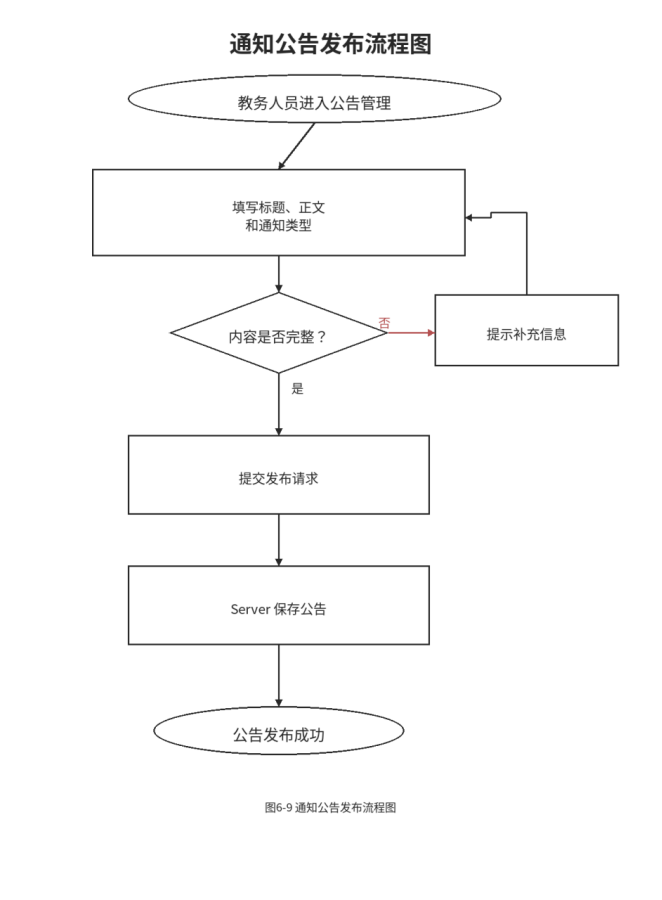 通知公告发布流程图
教务人员进入公告管理
填写标题、正文
和通知类型
内容是否完整？
否
提示补充信息
是
提交发布请求
Server 保存公告
公告发布成功
图6-9 通知公告发布流程图